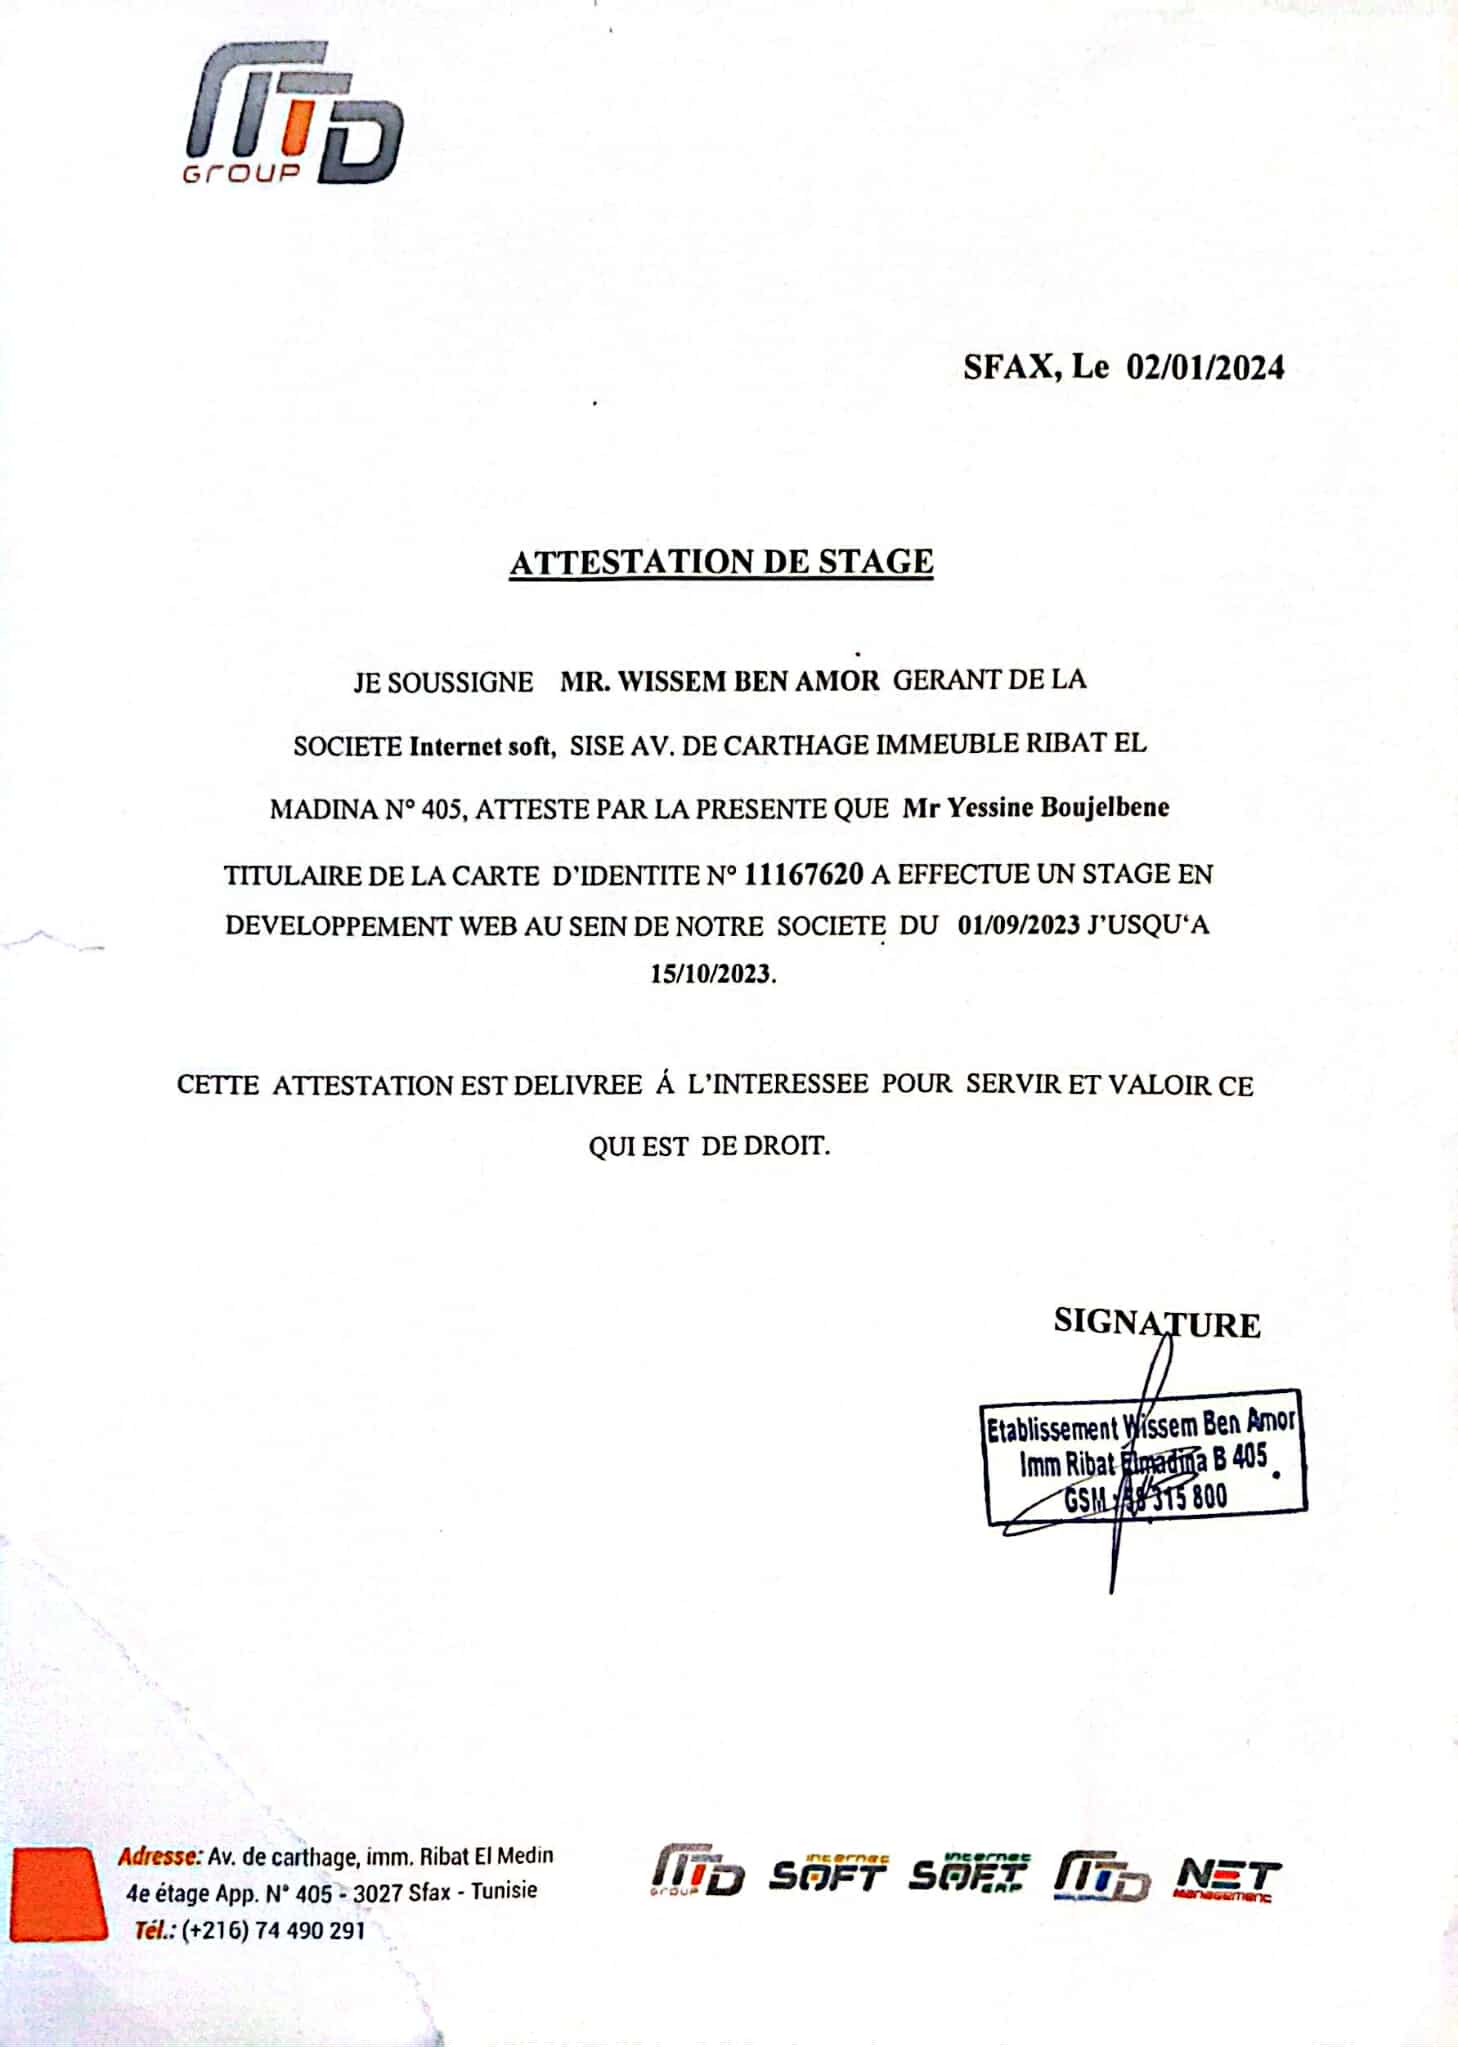 MTD
GROUP
SFAX, Le 02/01/2024
ATTESTATION DE STAGE
JE SOUSSIGNE MR. WISSEM BEN AMOR GERANT DE LA
SOCIETE Internet soft, SISE AV. DE CARTHAGE IMMEUBLE RIBAT EL
MADINA N° 405, ATTESTE PAR LA PRESENTE QUE Mr Yessine Boujelbene
TITULAIRE DE LA CARTE D'IDENTITE N° 11167620 A EFFECTUE UN STAGE EN
DEVELOPPEMENT WEB AU SEIN DE NOTRE SOCIETE DU 01/09/2023 J'USQU‘A
15/10/2023.
CETTE ATTESTATION EST DELIVREE Á L'INTERESSEE POUR SERVIR ET VALOIR CE
QUI EST DE DROIT.
SIGNATURE
Etablissement Wissem Ben Amor
Imm Ribat Elmadina B 405
GSM : 315 800
Adresse: Av. de carthage, imm. Ribat El Medin
4e étage App. N° 405 - 3027 Sfax - Tunisie
Tél.: (+216) 74 490 291
MTD GROUP internet SOFT internet SOFT ERP MTD NET management